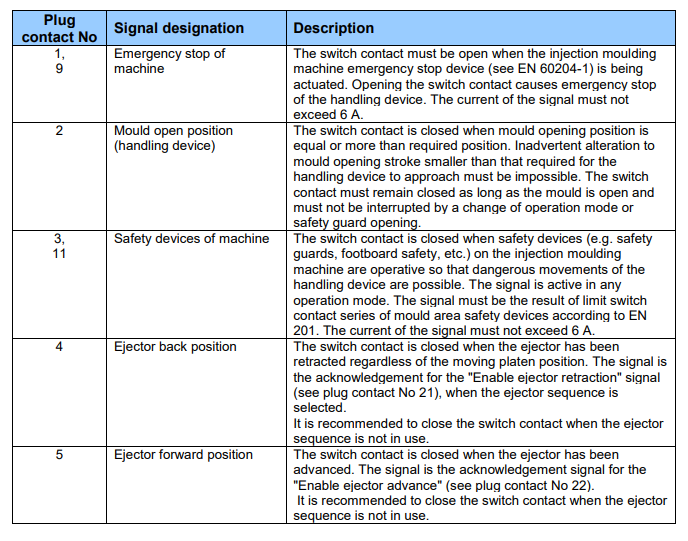 Plug contact No
Signal designation
Description
1,
9
Emergency stop of
machine
The switch contact must be open when the injection moulding
machine emergency stop device (see EN 60204-1) is being
actuated. Opening the switch contact causes emergency stop
of the handling device. The current of the signal must not
exceed 6 A.
2
Mould open position
(handling device)
The switch contact is closed when mould opening position is
equal or more than required position. Inadvertent alteration to
mould opening stroke smaller than that required for the
handling device to approach must be impossible. The switch
contact must remain closed as long as the mould is open and
must not be interrupted by a change of operation mode or
safety guard opening.
3,
11
Safety devices of machine
The switch contact is closed when safety devices (e.g. safety
guards, footboard safety, etc.) on the injection moulding
machine are operative so that dangerous movements of the
handling device are possible. The signal is active in any
operation mode. The signal must be the result of limit switch
contact series of mould area safety devices according to EN
201. The current of the signal must not exceed 6 A.
4
Ejector back position
The switch contact is closed when the ejector has been
retracted regardless of the moving platen position. The signal is
the acknowledgement for the "Enable ejector retraction" signal
(see plug contact No 21), when the ejector sequence is
selected.
It is recommended to close the switch contact when the ejector
sequence is not in use.
5
Ejector forward position
The switch contact is closed when the ejector has been
advanced. The signal is the acknowledgement signal for the
"Enable ejector advance" (see plug contact No 22).
It is recommended to close the switch contact when the ejector
sequence is not in use.